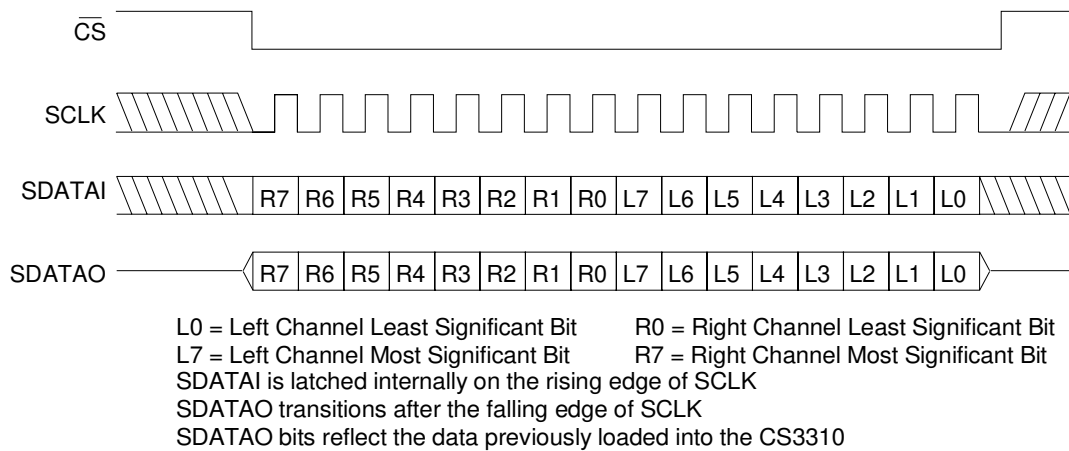 CS
SCLK
SDATAI R7 R6 R5 R4 R3 R2 R1 R0 L7 L6 L5 L4 L3 L2 L1 L0
SDATAO R7 R6 R5 R4 R3 R2 R1 R0 L7 L6 L5 L4 L3 L2 L1 L0
L0 = Left Channel Least Significant Bit R0 = Right Channel Least Significant Bit
L7 = Left Channel Most Significant Bit R7 = Right Channel Most Significant Bit
SDATAI is latched internally on the rising edge of SCLK
SDATAO transitions after the falling edge of SCLK
SDATAO bits reflect the data previously loaded into the CS3310